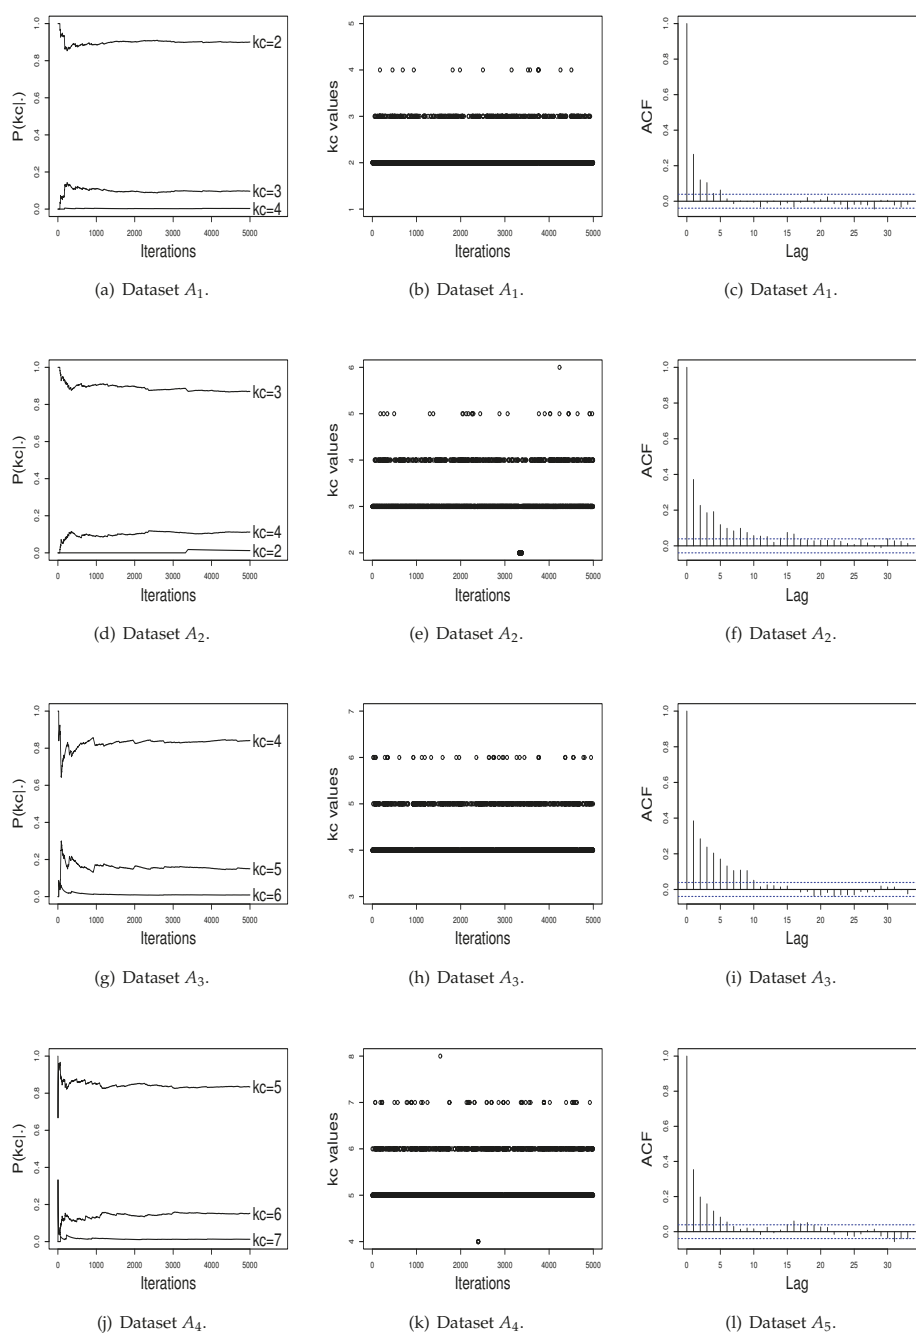 P(kc|.)
0.0 0.2 0.4 0.6 0.8 1.0
kc=2
kc=3
kc=4
0 1000 2000 3000 4000 5000
Iterations
(a) Dataset A1.
kc values
1 2 3 4 5
0 1000 2000 3000 4000 5000
Iterations
(b) Dataset A1.
ACF
0.0 0.2 0.4 0.6 0.8 1.0
0 5 10 15 20 25 30
Lag
(c) Dataset A1.
P(kc|.)
0.0 0.2 0.4 0.6 0.8 1.0
kc=3
kc=4
kc=2
0 1000 2000 3000 4000 5000
Iterations
(d) Dataset A2.
kc values
2 3 4 5 6
0 1000 2000 3000 4000 5000
Iterations
(e) Dataset A2.
ACF
0.0 0.2 0.4 0.6 0.8 1.0
0 5 10 15 20 25 30
Lag
(f) Dataset A2.
P(kc|.)
0.0 0.2 0.4 0.6 0.8 1.0
kc=4
kc=5
kc=6
0 1000 2000 3000 4000 5000
Iterations
(g) Dataset A3.
kc values
3 4 5 6 7
0 1000 2000 3000 4000 5000
Iterations
(h) Dataset A3.
ACF
0.0 0.2 0.4 0.6 0.8 1.0
0 5 10 15 20 25 30
Lag
(i) Dataset A3.
P(kc|.)
0.0 0.2 0.4 0.6 0.8 1.0
kc=5
kc=6
kc=7
0 1000 2000 3000 4000 5000
Iterations
(j) Dataset A4.
kc values
4 5 6 7 8
0 1000 2000 3000 4000 5000
Iterations
(k) Dataset A4.
ACF
0.0 0.2 0.4 0.6 0.8 1.0
0 5 10 15 20 25 30
Lag
(l) Dataset A5.